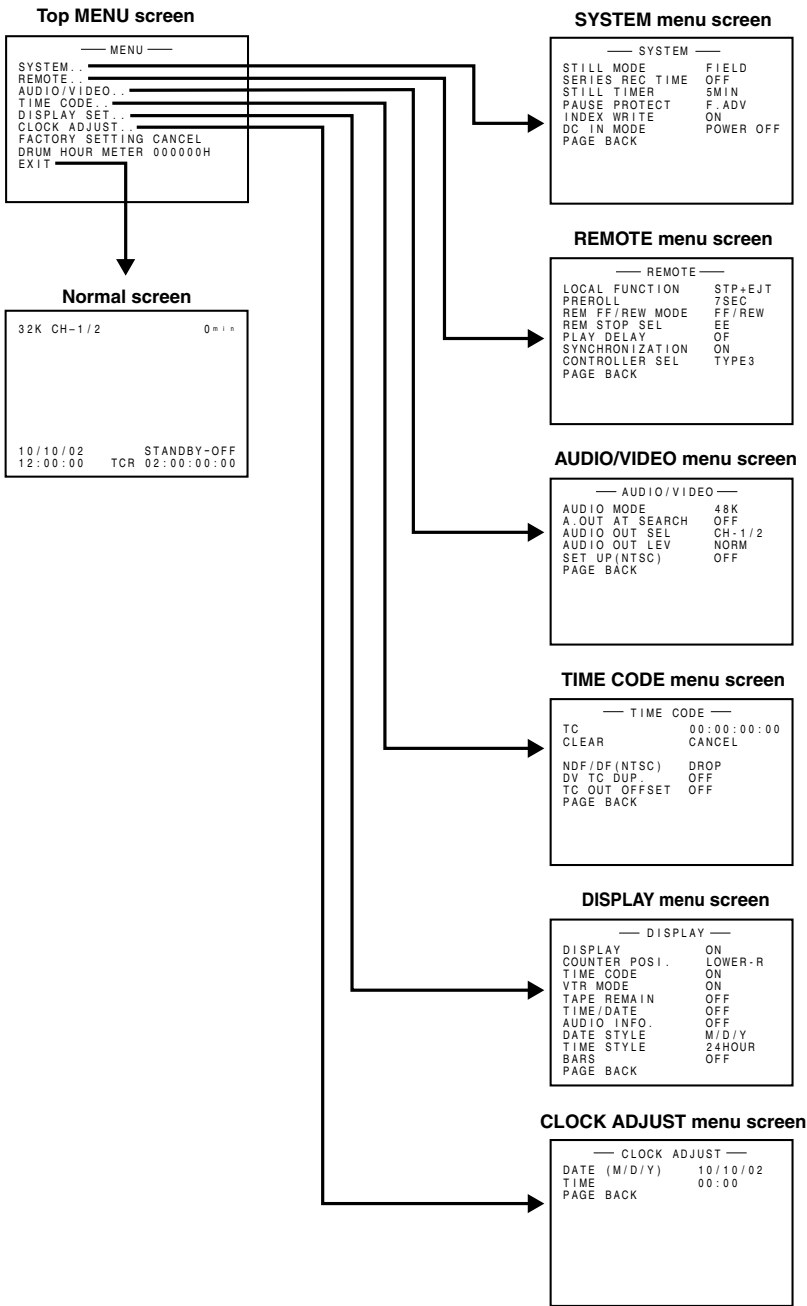 Top MENU screen
MENU
SYSTEM..
REMOTE..
AUDIO/VIDEO..
TIME CODE..
DISPLAY SET..
CLOCK ADJUST..
FACTORY SETTING CANCEL
DRUM HOUR METER 000000H
EXIT
Normal screen
32K CH-1/2 0min
10/10/02 STANDBY-OFF
12:00:00 TCR 02:00:00:00
SYSTEM menu screen
SYSTEM
STILL MODE FIELD
SERIES REC TIME OFF
STILL TIMER 5MIN
PAUSE PROTECT F.ADV
INDEX WRITE ON
DC IN MODE POWER OFF
PAGE BACK
REMOTE menu screen
REMOTE
LOCAL FUNCTION STP+EJT
PREROLL 7SEC
REM FF/REW MODE FF/REW
REM STOP SEL EE
PLAY DELAY OF
SYNCHRONIZATION ON
CONTROLLER SEL TYPE3
PAGE BACK
AUDIO/VIDEO menu screen
AUDIO/VIDEO
AUDIO MODE 48K
A.OUT AT SEARCH OFF
AUDIO OUT SEL CH-1/2
AUDIO OUT LEV NORM
SET UP(NTSC) OFF
PAGE BACK
TIME CODE menu screen
TIME CODE
TC 00:00:00:00
CLEAR CANCEL
NDF/DF(NTSC) DROP
DV TC DUP. OFF
TC OUT OFFSET OFF
PAGE BACK
DISPLAY menu screen
DISPLAY
DISPLAY ON
COUNTER POSI. LOWER-R
TIME CODE ON
VTR MODE ON
TAPE REMAIN OFF
TIME/DATE OFF
AUDIO INFO. OFF
DATE STYLE M/D/Y
TIME STYLE 24HOUR
BARS OFF
PAGE BACK
CLOCK ADJUST menu screen
CLOCK ADJUST
DATE (M/D/Y) 10/10/02
TIME 00:00
PAGE BACK